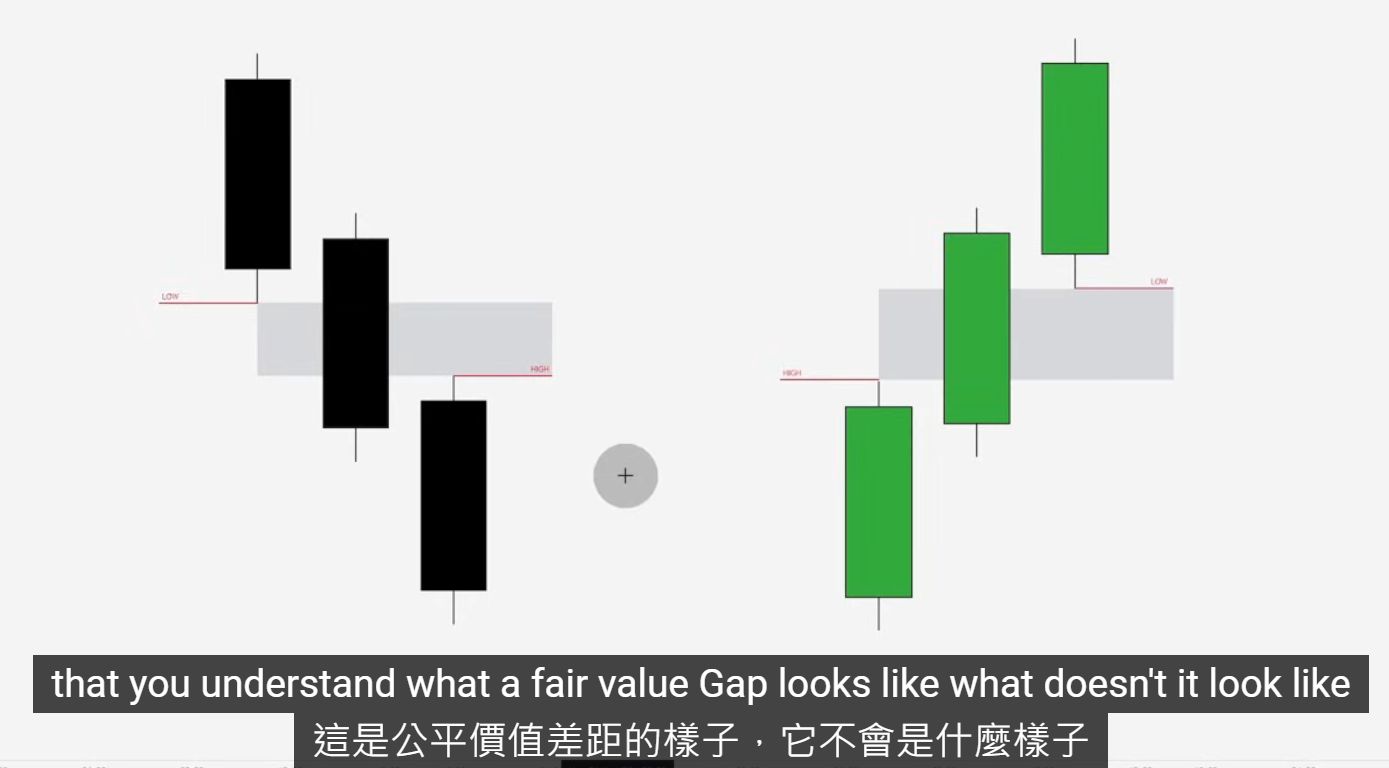 LOW
HIGH
LOW
HIGH
that you understand what a fair value Gap looks like what doesn't it look like
這是公平價值差距的樣子，它不會是什麼樣子